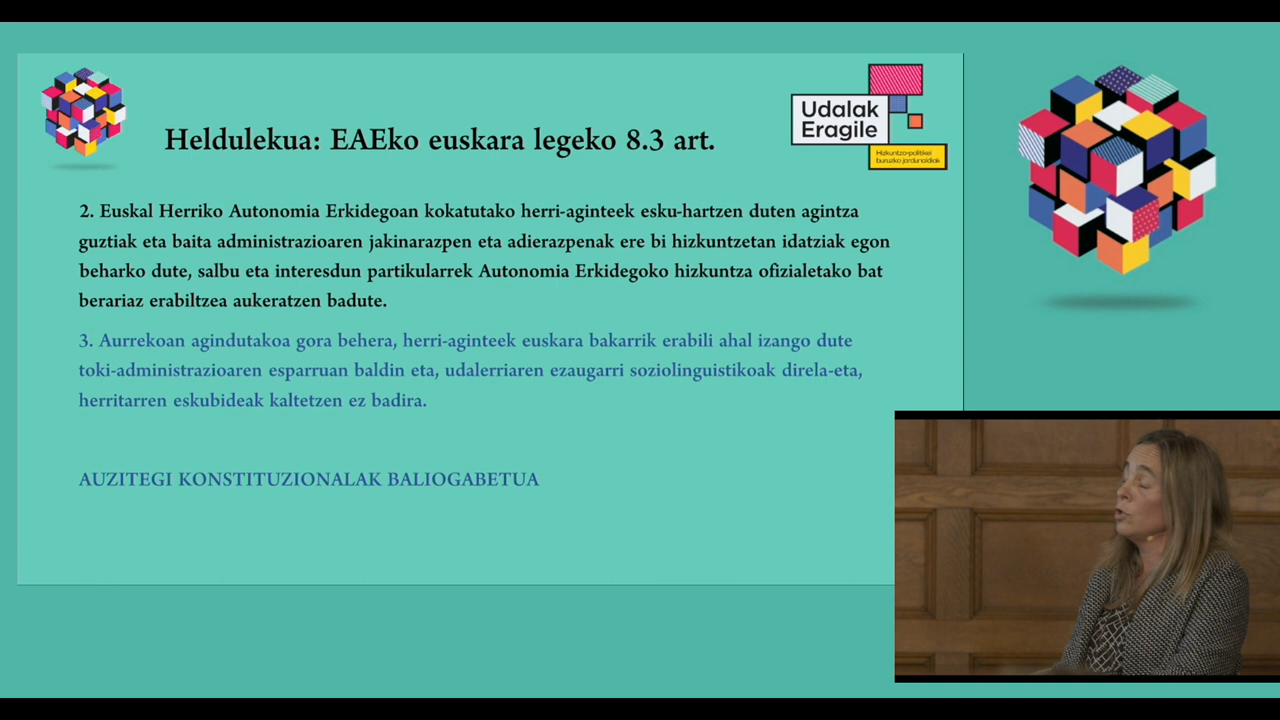 Heldulekua: EAEko euskara legeko 8.3 art.
Udalak
Eragile
Hizkuntza-politikei
buruzko jardunaldiak
2. Euskal Herriko Autonomia Erkidegoan kokatutako herri-aginteek esku-hartzen duten agintza
guztiak eta baita administrazioaren jakinarazpen eta adierazpenak ere bi hizkuntzetan idatziak egon
beharko dute, salbu eta interesdun partikularrek Autonomia Erkidegoko hizkuntza ofizialetako bat
berariaz erabiltzea aukeratzen badute.
3. Aurrekoan agindutakoa gora behera, herri-aginteek euskara bakarrik erabili ahal izango dute
toki-administrazioaren esparruan baldin eta, udalerriaren ezaugarri soziolinguistikoak direla-eta,
herritarren eskubideak kaltetzen ez badira.
AUZITEGI KONSTITUZIONALAK BALIOGABETUA